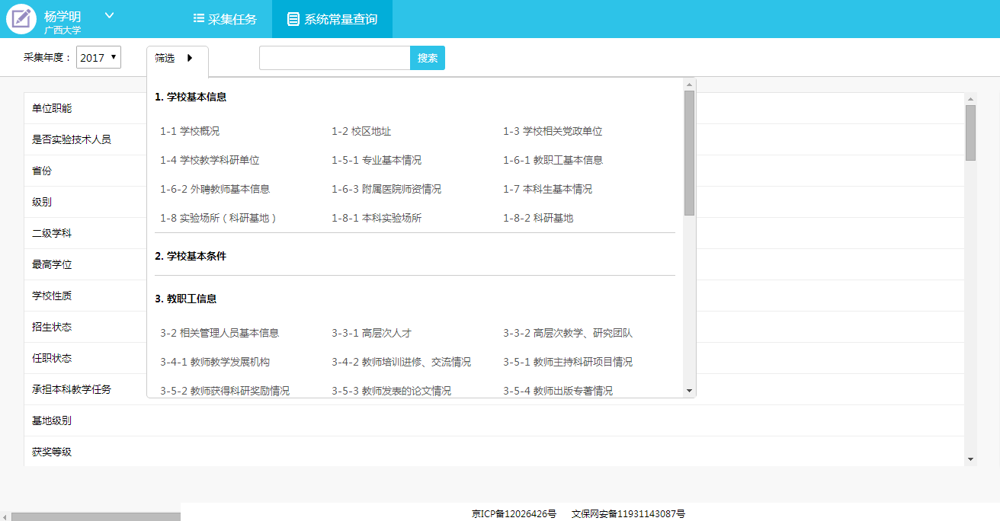 杨学明
广西大学
采集任务
系统常量查询
采集年度：
2017
筛选
搜索
1. 学校基本信息
1-1 学校概况
1-2 校区地址
1-3 学校相关党政单位
1-4 学校教学科研单位
1-5-1 专业基本情况
1-6-1 教职工基本信息
1-6-2 外聘教师基本信息
1-6-3 附属医院师资情况
1-7 本科生基本情况
1-8 实验场所（科研基地）
1-8-1 本科实验场所
1-8-2 科研基地
2. 学校基本条件
3. 教职工信息
3-2 相关管理人员基本信息
3-3-1 高层次人才
3-3-2 高层次教学、研究团队
3-4-1 教师教学发展机构
3-4-2 教师培训进修、交流情况
3-5-1 教师主持科研项目情况
3-5-2 教师获得科研奖励情况
3-5-3 教师发表的论文情况
3-5-4 教师出版专著情况
单位职能
是否实验技术人员
省份
级别
二级学科
最高学位
学校性质
招生状态
任职状态
承担本科教学任务
基地级别
获奖等级
京ICP备12026426号 文保网安备11931143087号